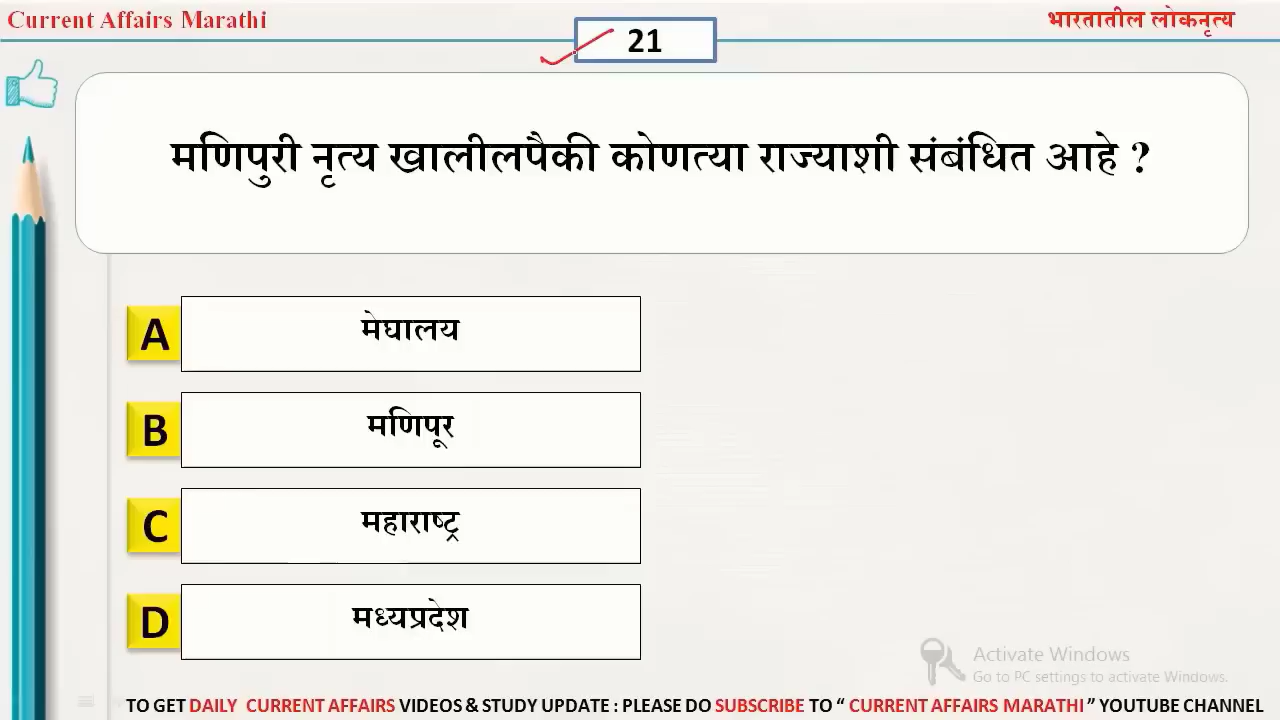 Current Affairs Marathi
भारतातील लोकनृत्य
21
मणिपुरी नृत्य खालीलपैकी कोणत्या राज्याशी संबंधित आहे ?
A मेघालय
B मणिपूर
C महाराष्ट्र
D मध्यप्रदेश
Activate Windows
Go to PC settings to activate Windows.
TO GET DAILY CURRENT AFFAIRS VIDEOS & STUDY UPDATE : PLEASE DO SUBSCRIBE TO “ CURRENT AFFAIRS MARATHI ” YOUTUBE CHANNEL